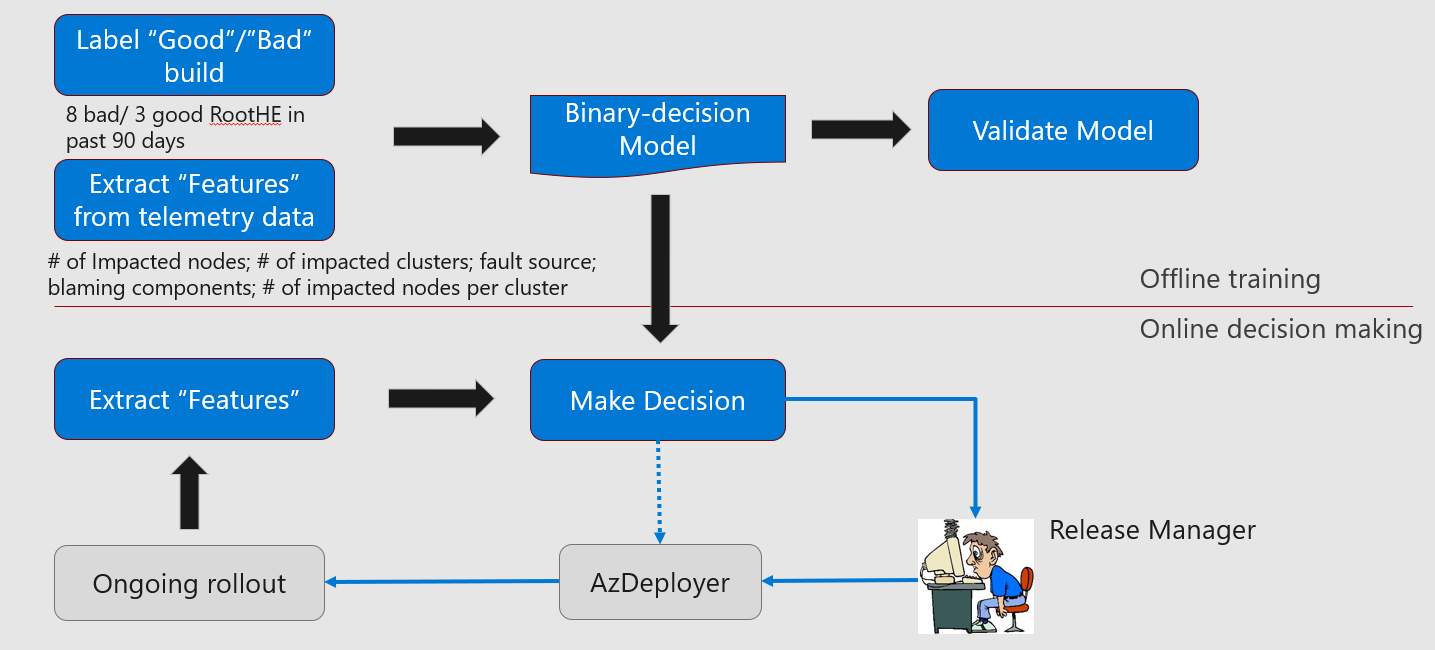 Label “Good”/“Bad”
build
8 bad/ 3 good RootHE in
past 90 days
Extract “Features”
from telemetry data
# of Impacted nodes; # of impacted clusters; fault source;
blaming components; # of impacted nodes per cluster
Binary-decision
Model
Validate Model
Offline training
Online decision making
Extract “Features”
Make Decision
Release Manager
Ongoing rollout
AzDeployer